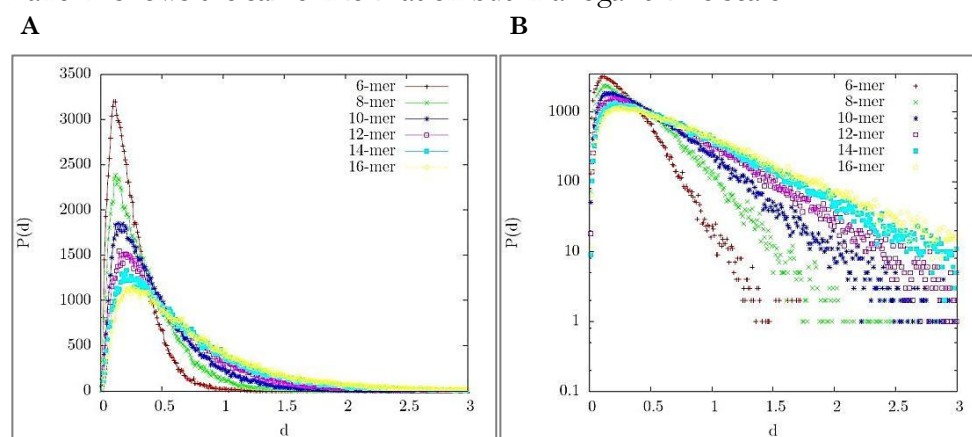 A B
3500
3000
2500
2000
1500
1000
500
0
P(d)
6-mer
8-mer
10-mer
12-mer
14-mer
16-mer
0 0.5 1 1.5 2 2.5 3
d
1000
100
10
1
0.1
P(d)
6-mer
8-mer
10-mer
12-mer
14-mer
16-mer
0 0.5 1 1.5 2 2.5 3
d